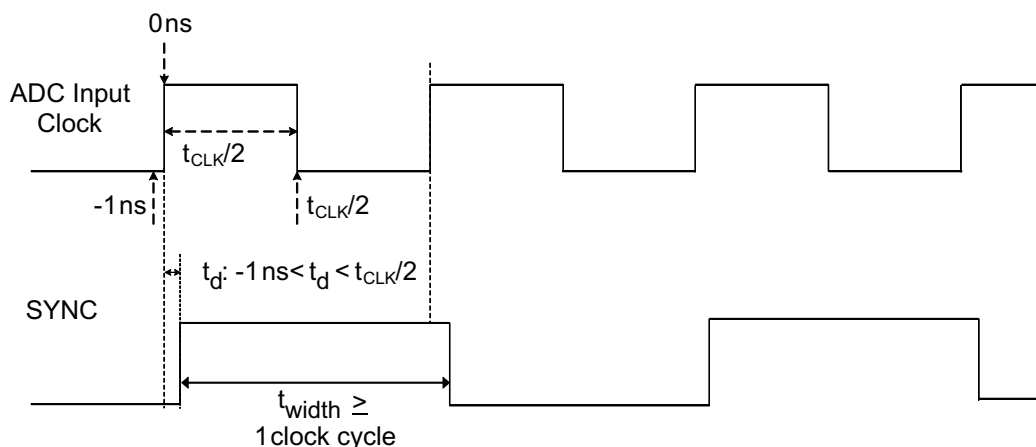 0ns
ADC Input
Clock
tCLK/2
-1ns
tCLK/2
td: -1ns< td < tCLK/2
SYNC
twidth ≥
1clock cycle